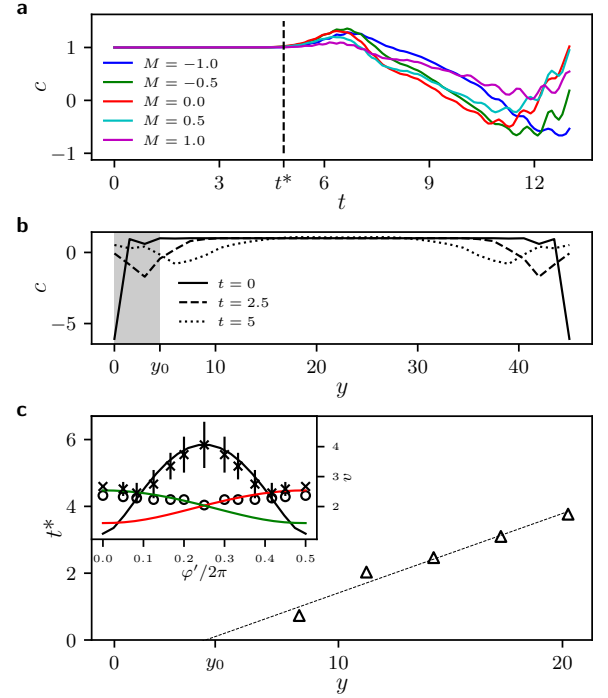 a
1
0
−1
c
M = −1.0
M = −0.5
M = 0.0
M = 0.5
M = 1.0
0 3 t* 6 9 12
t
b
0
−5
c
t = 0
t = 2.5
t = 5
0 y₀ 10 20 30 40
y
c
6
4
2
0
t*
4
3
2
v
0.0 0.1 0.2 0.3 0.4 0.5
φ′/2π
0 y₀ 10 20
y